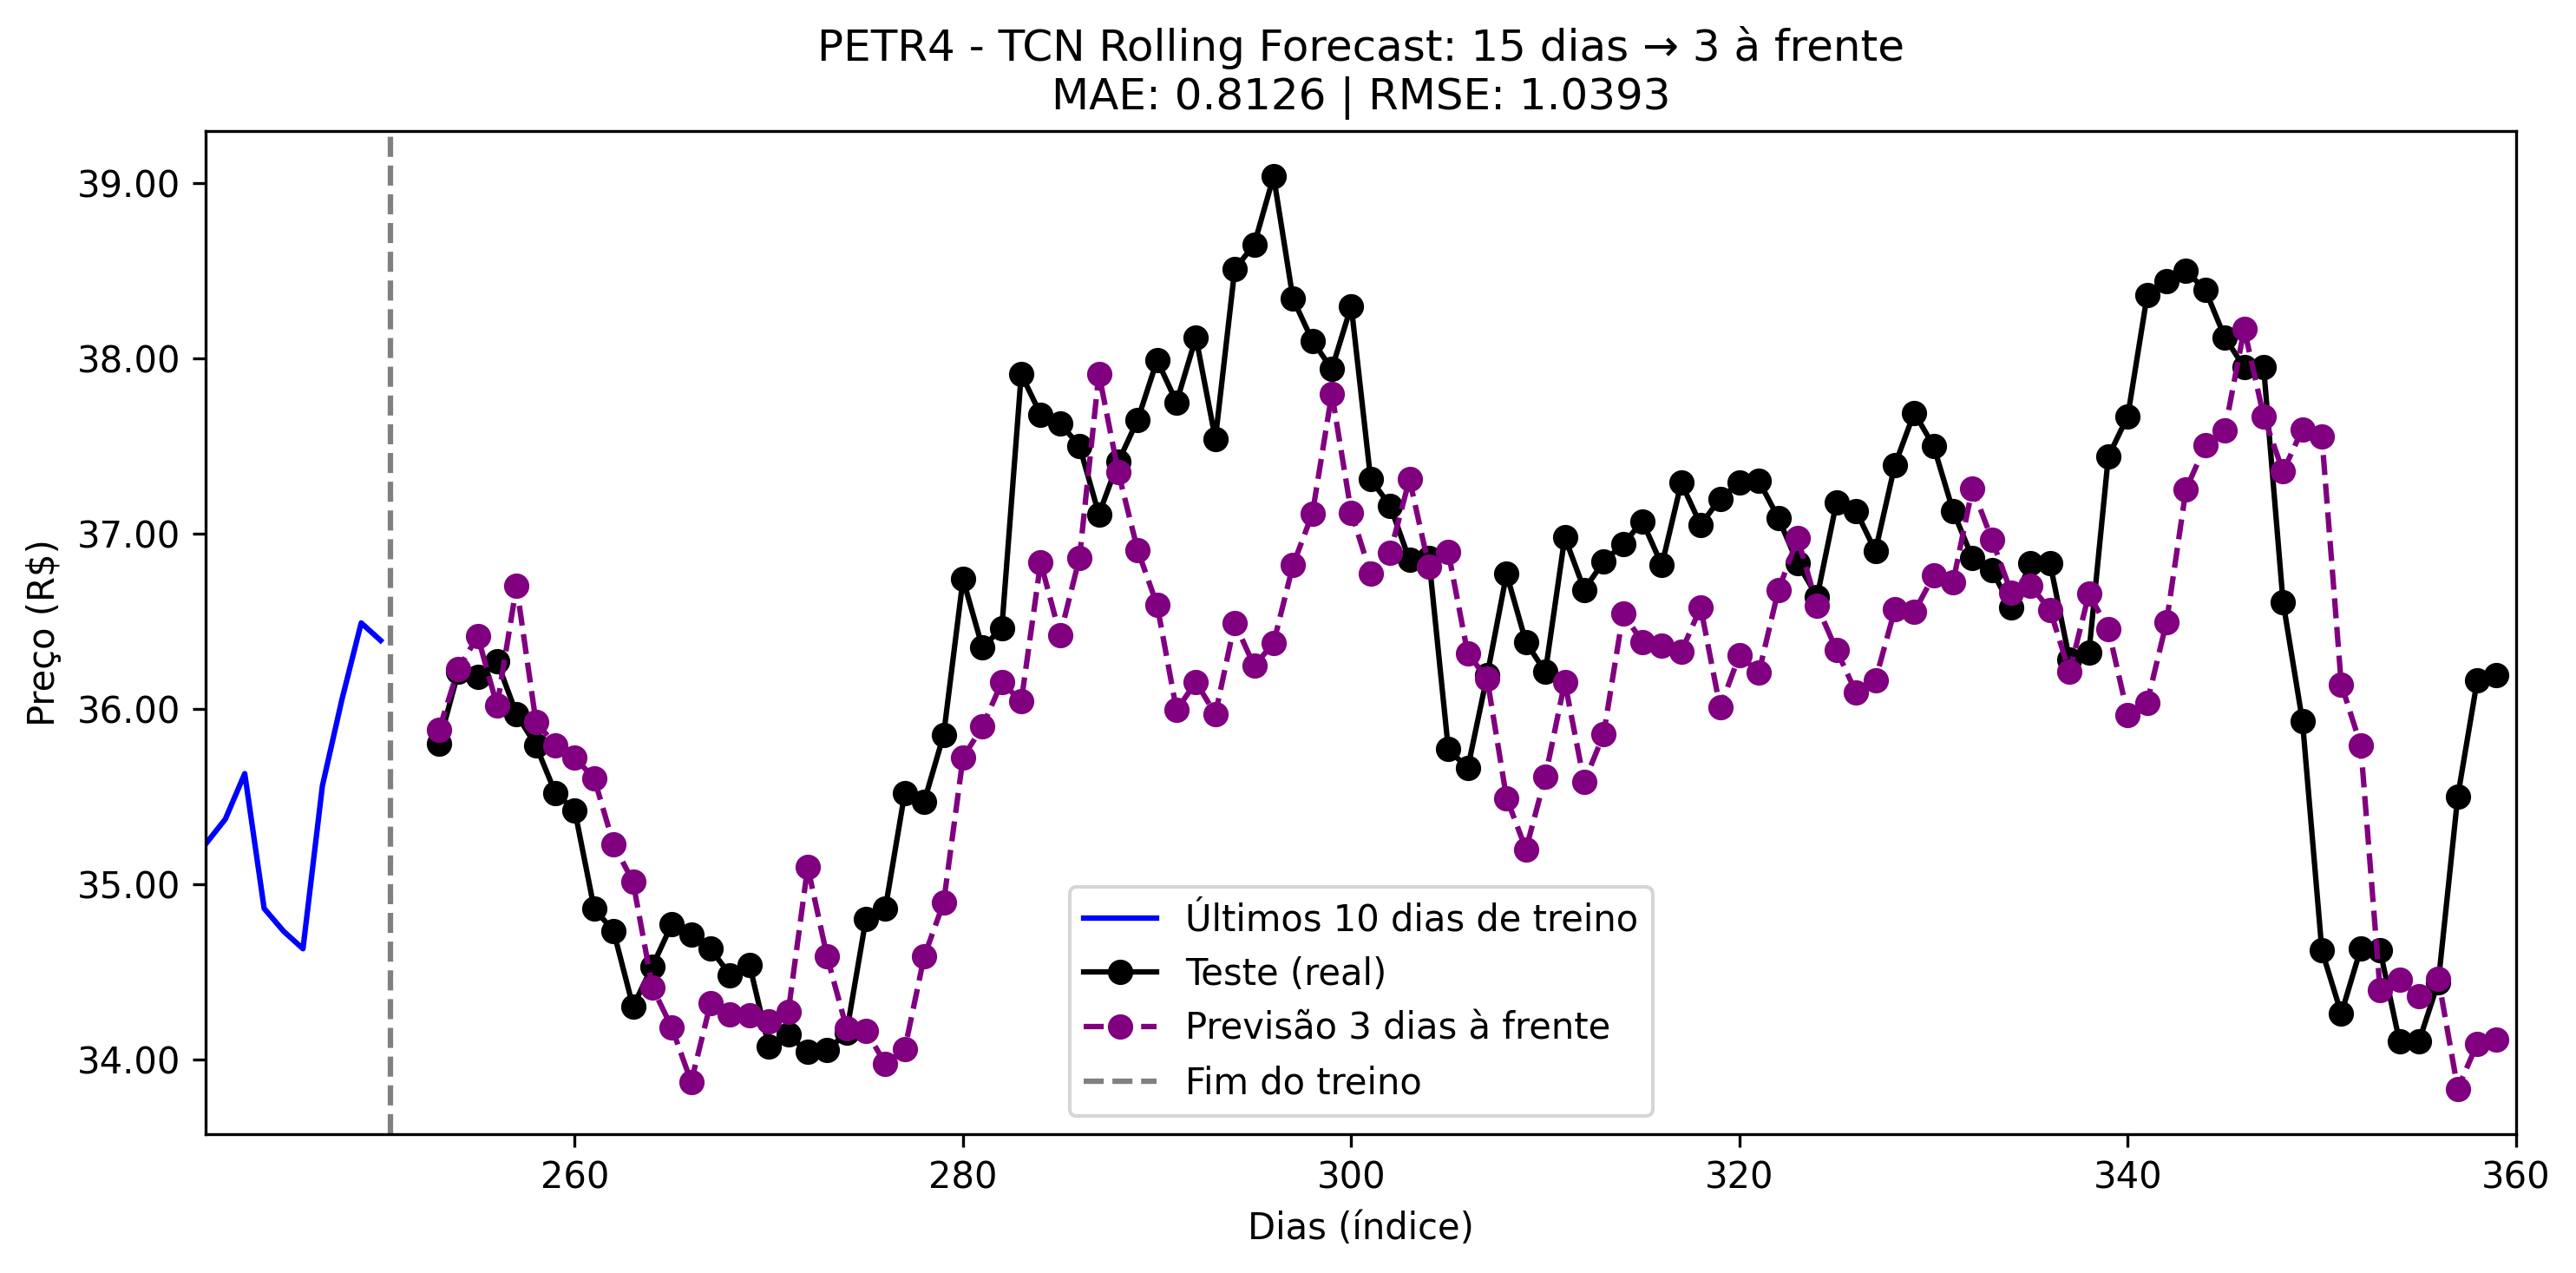 PETR4 - TCN Rolling Forecast: 15 dias → 3 à frente
MAE: 0.8126 | RMSE: 1.0393
39.00
38.00
37.00
36.00
35.00
34.00
Preço (R$)
Últimos 10 dias de treino
Teste (real)
Previsão 3 dias à frente
Fim do treino
260
280
300
320
340
360
Dias (índice)